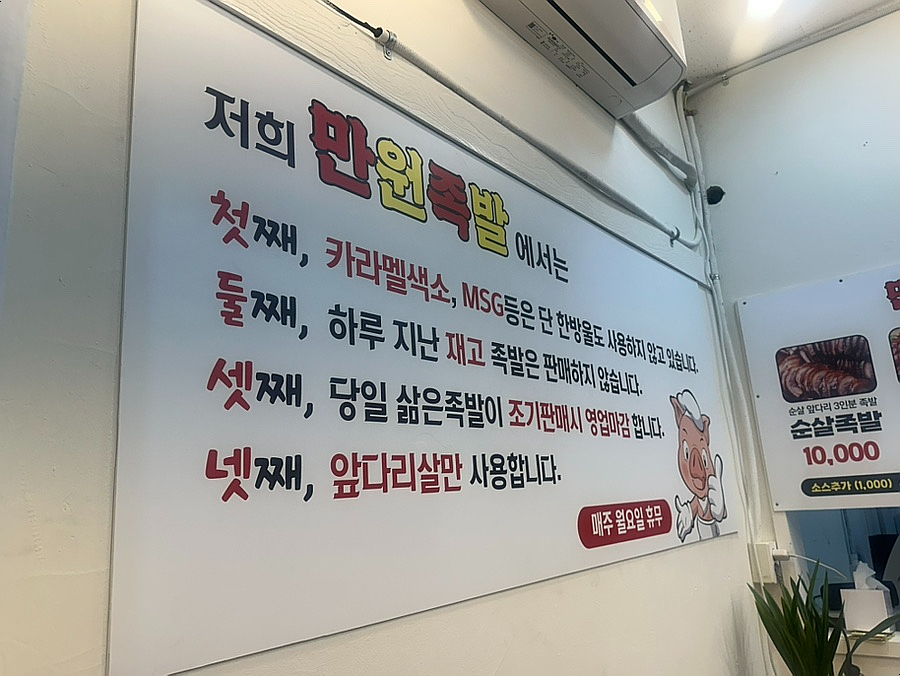 저희 만원족발에서는
첫째, 카라멜색소, MSG등은 단 한방울도 사용하지 않고 있습니다.
둘째, 하루 지난 재고 족발은 판매하지 않습니다.
셋째, 당일 삶은족발이 조기판매시 영업마감 합니다.
넷째, 앞다리살만 사용합니다.
매주 월요일 휴무
순살 앞다리 3인분 족발
순살족발
10,000
소스추가 (1,000)